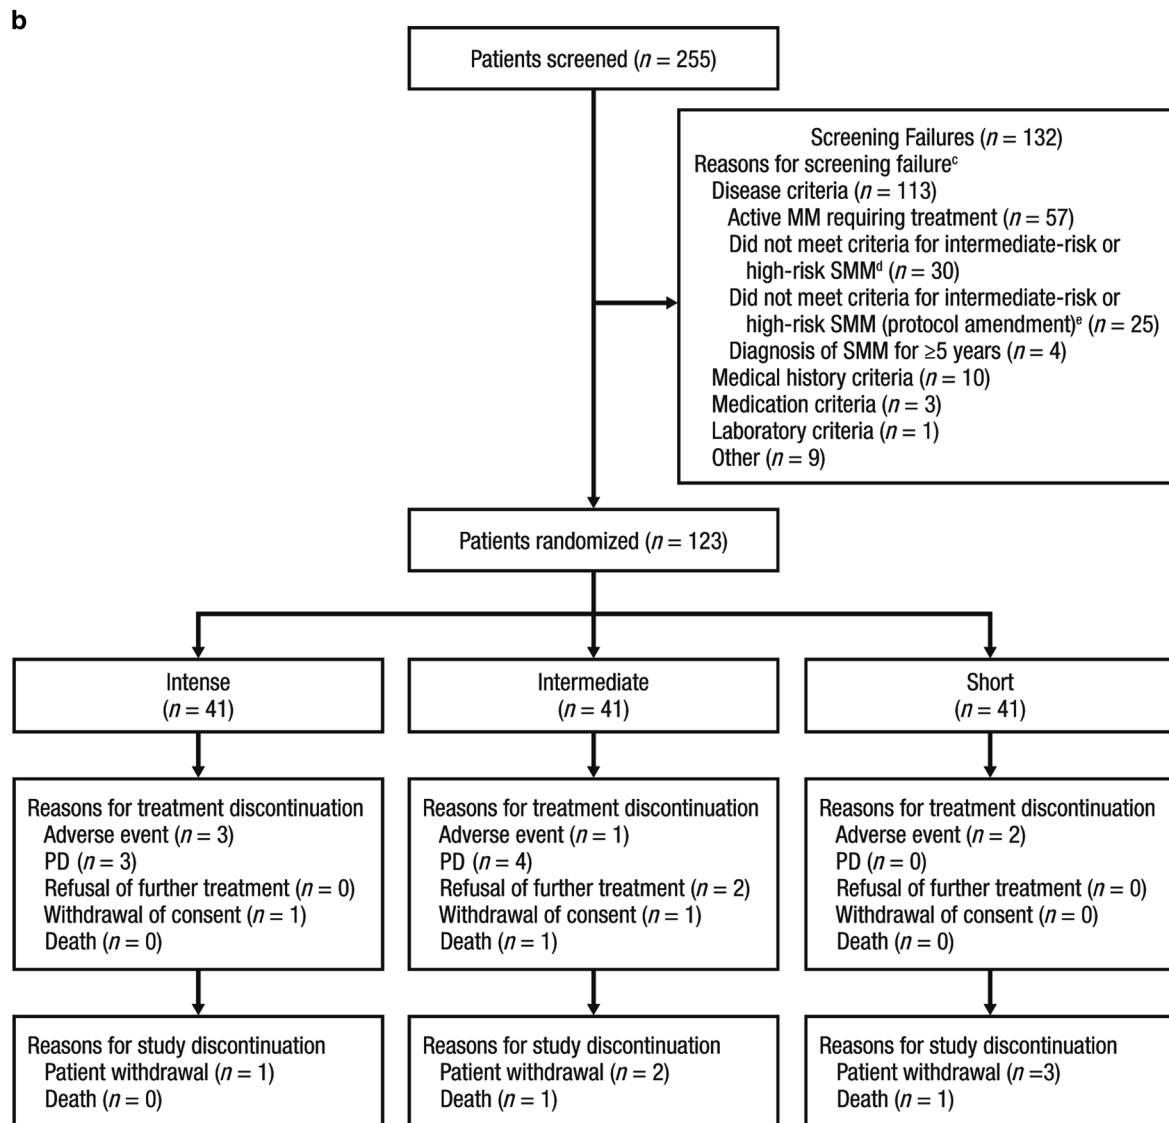 b
Patients screened (n = 255)
Screening Failures (n = 132)
Reasons for screening failureᶜ
Disease criteria (n = 113)
Active MM requiring treatment (n = 57)
Did not meet criteria for intermediate-risk or
high-risk SMMᵈ (n = 30)
Did not meet criteria for intermediate-risk or
high-risk SMM (protocol amendment)ᵉ (n = 25)
Diagnosis of SMM for ≥5 years (n = 4)
Medical history criteria (n = 10)
Medication criteria (n = 3)
Laboratory criteria (n = 1)
Other (n = 9)
Patients randomized (n = 123)
Intense
(n = 41)
Intermediate
(n = 41)
Short
(n = 41)
Reasons for treatment discontinuation
Adverse event (n = 3)
PD (n = 3)
Refusal of further treatment (n = 0)
Withdrawal of consent (n = 1)
Death (n = 0)
Reasons for treatment discontinuation
Adverse event (n = 1)
PD (n = 4)
Refusal of further treatment (n = 2)
Withdrawal of consent (n = 1)
Death (n = 1)
Reasons for treatment discontinuation
Adverse event (n = 2)
PD (n = 0)
Refusal of further treatment (n = 0)
Withdrawal of consent (n = 0)
Death (n = 0)
Reasons for study discontinuation
Patient withdrawal (n = 1)
Death (n = 0)
Reasons for study discontinuation
Patient withdrawal (n = 2)
Death (n = 1)
Reasons for study discontinuation
Patient withdrawal (n =3)
Death (n = 1)